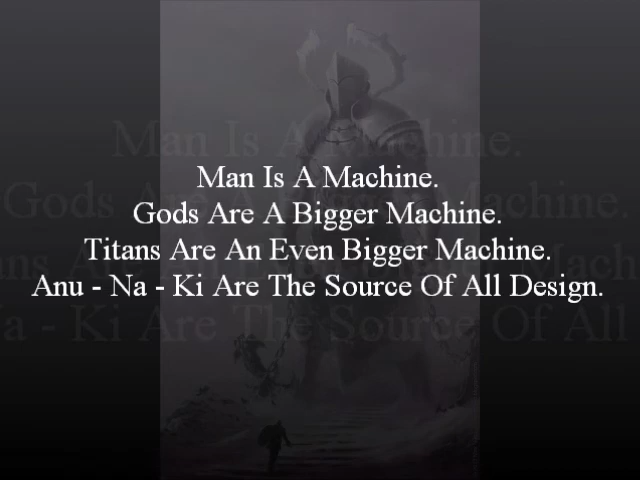 Man Is A Machine.
Gods Are A Bigger Machine.
Titans Are An Even Bigger Machine.
Anu - Na - Ki Are The Source Of All Design.